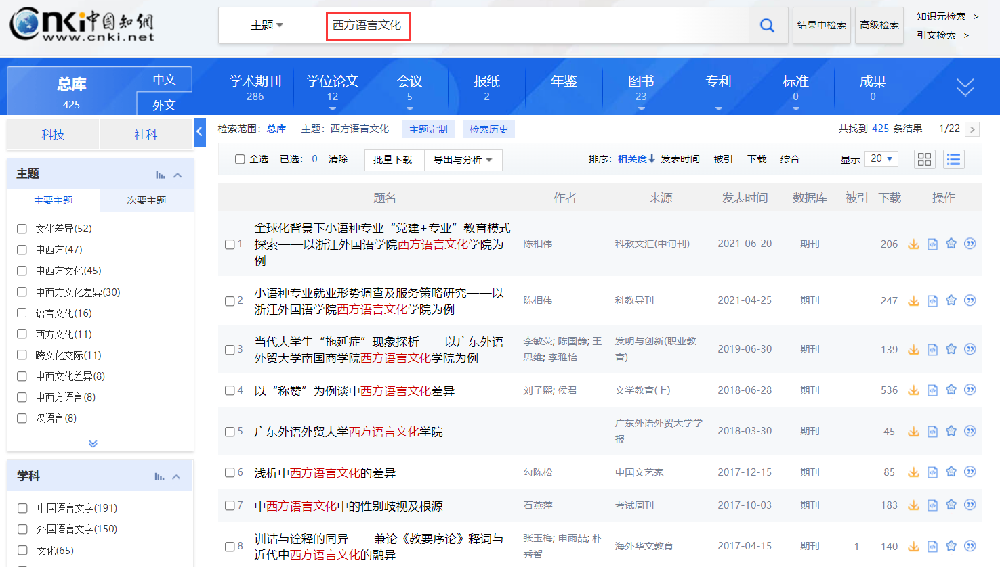 中国知網
www.cnki.net
主题
西方语言文化
结果中检索
高级检索
知识元检索 >
引文检索 >
总库
425
中文
外文
学术期刊
286
学位论文
12
会议
5
报纸
2
年鉴
图书
23
专利
标准
0
成果
0
科技
社科
检索范围：总库 主题：西方语言文化 主题定制 检索历史
共找到 425 条结果 1/22 >
全选 已选：0 清除 批量下载 导出与分析
排序：相关度 发表时间 被引 下载 综合 显示 20
主题
主要主题 次要主题
文化差异(52)
中西方(47)
中西方文化(45)
中西方文化差异(30)
语言文化(16)
西方文化(11)
跨文化交际(11)
中西文化差异(8)
中西方语言(8)
汉语言(8)
学科
中国语言文字(191)
外国语言文字(150)
文化(65)
题名 作者 来源 发表时间 数据库 被引 下载 操作
1 全球化背景下小语种专业“党建+专业”教育模式
探索——以浙江外国语学院西方语言文化学院为
例
陈相伟 科教文汇(中旬刊) 2021-06-20 期刊 206
2 小语种专业就业形势调查及服务策略研究——以
浙江外国语学院西方语言文化学院为例
陈相伟 科教导刊 2021-04-25 期刊 247
3 当代大学生“拖延症”现象探析——以广东外语
外贸大学南国商学院西方语言文化学院为例
李敏荧; 陈国静; 王
思维; 李雅怡
发明与创新(职业教
育)
2019-06-30 期刊 139
4 以“称赞”为例谈中西方语言文化差异 刘子熙; 侯君 文学教育(上) 2018-06-28 期刊 536
5 广东外语外贸大学西方语言文化学院
广东外语外贸大学学
报
2018-03-30 期刊 45
6 浅析中西方语言文化的差异 勾陈松 中国文艺家 2017-12-15 期刊 85
7 中西方语言文化中的性别歧视及根源 石燕萍 考试周刊 2017-10-03 期刊 183
8 训诂与诠释的同异——兼论《教要序论》释词与
近代中西方语言文化的融异
张玉梅; 申雨喆; 朴
秀智
海外华文教育 2017-04-15 期刊 1 140